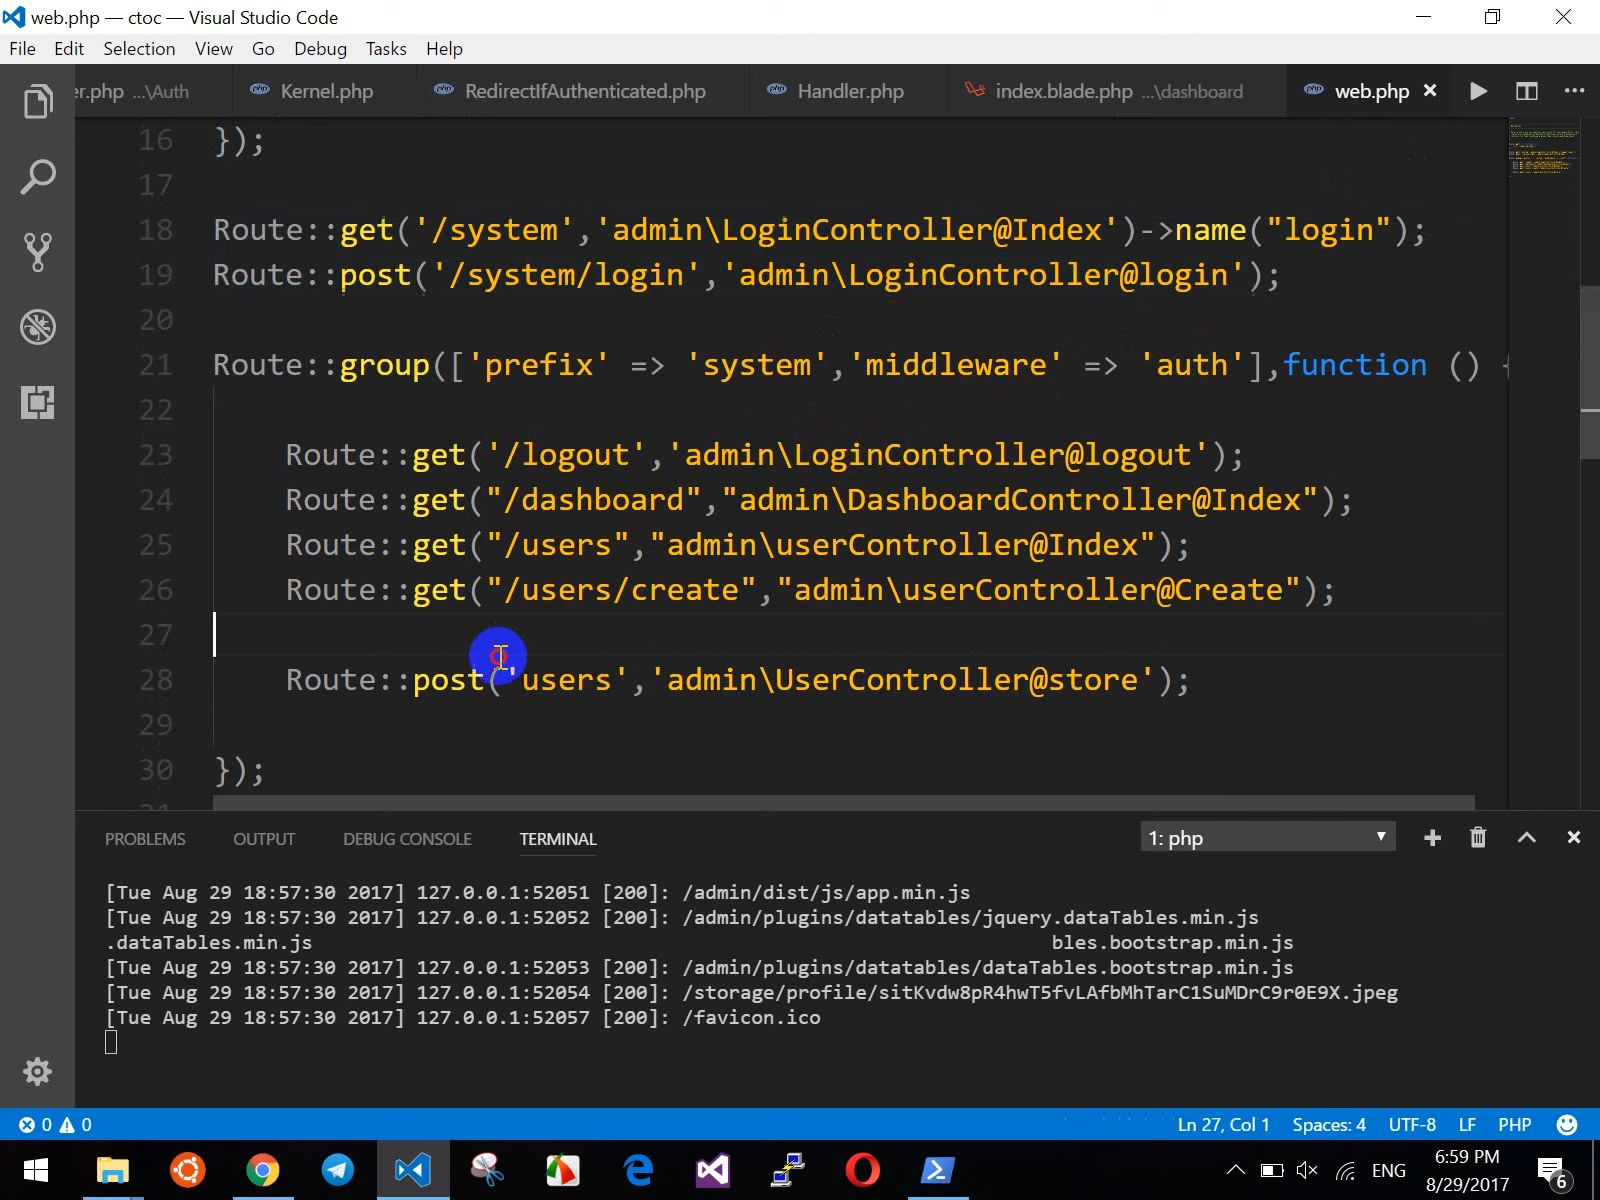 web.php — ctoc — Visual Studio Code
File Edit Selection View Go Debug Tasks Help
er.php ...\Auth Kernel.php RedirectIfAuthenticated.php Handler.php index.blade.php ...\dashboard web.php
16 });
17
18 Route::get('/system','admin\LoginController@Index')->name("login");
19 Route::post('/system/login','admin\LoginController@login');
20
21 Route::group(['prefix' => 'system','middleware' => 'auth'],function () {
22
23 Route::get('/logout','admin\LoginController@logout');
24 Route::get("/dashboard","admin\DashboardController@Index");
25 Route::get("/users","admin\userController@Index");
26 Route::get("/users/create","admin\userController@Create");
27
28 Route::post('users','admin\UserController@store');
29
30 });
31
PROBLEMS OUTPUT DEBUG CONSOLE TERMINAL 1: php
[Tue Aug 29 18:57:30 2017] 127.0.0.1:52051 [200]: /admin/dist/js/app.min.js
[Tue Aug 29 18:57:30 2017] 127.0.0.1:52052 [200]: /admin/plugins/datatables/jquery.dataTables.min.js
.dataTables.min.js bles.bootstrap.min.js
[Tue Aug 29 18:57:30 2017] 127.0.0.1:52053 [200]: /admin/plugins/datatables/dataTables.bootstrap.min.js
[Tue Aug 29 18:57:30 2017] 127.0.0.1:52054 [200]: /storage/profile/sitKvdw8pR4hwT5fvLAfbMhTarC1SuMDrC9r0E9X.jpeg
[Tue Aug 29 18:57:30 2017] 127.0.0.1:52057 [200]: /favicon.ico
0 0 Ln 27, Col 1 Spaces: 4 UTF-8 LF PHP
ENG 6:59 PM
8/29/2017 6